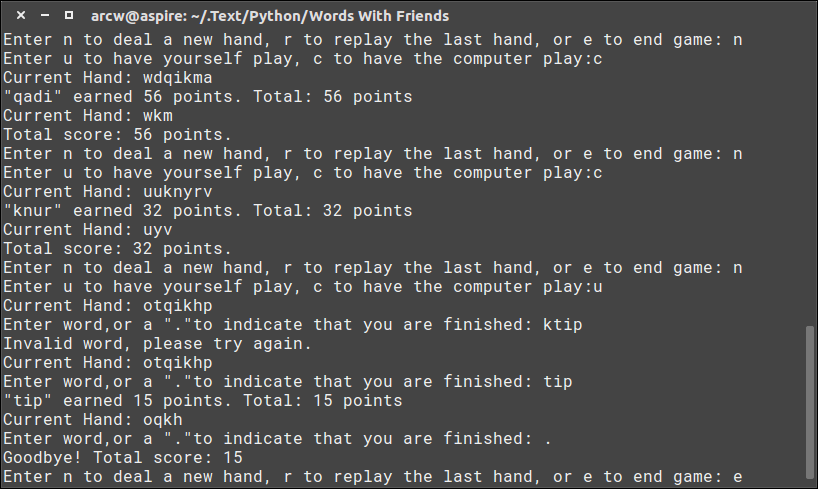 arcw@aspire: ~/.Text/Python/Words With Friends
Enter n to deal a new hand, r to replay the last hand, or e to end game: n
Enter u to have yourself play, c to have the computer play:c
Current Hand: wdqikma
"qadi" earned 56 points. Total: 56 points
Current Hand: wkm
Total score: 56 points.
Enter n to deal a new hand, r to replay the last hand, or e to end game: n
Enter u to have yourself play, c to have the computer play:c
Current Hand: uuknyrv
"knur" earned 32 points. Total: 32 points
Current Hand: uyv
Total score: 32 points.
Enter n to deal a new hand, r to replay the last hand, or e to end game: n
Enter u to have yourself play, c to have the computer play:u
Current Hand: otqikhp
Enter word,or a "."to indicate that you are finished: ktip
Invalid word, please try again.
Current Hand: otqikhp
Enter word,or a "."to indicate that you are finished: tip
"tip" earned 15 points. Total: 15 points
Current Hand: oqkh
Enter word,or a "."to indicate that you are finished: .
Goodbye! Total score: 15
Enter n to deal a new hand, r to replay the last hand, or e to end game: e